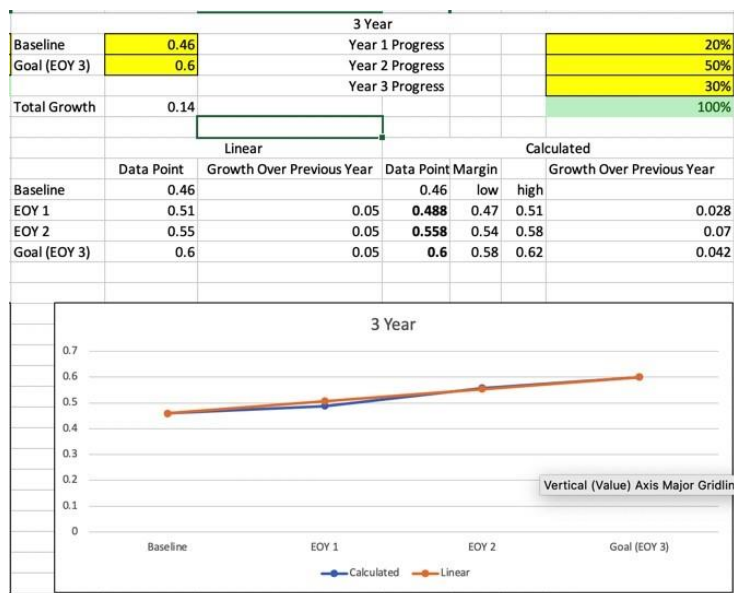 3 Year
Baseline 0.46 Year 1 Progress 20%
Goal (EOY 3) 0.6 Year 2 Progress 50%
Year 3 Progress 30%
Total Growth 0.14 100%
Linear Calculated
Data Point Growth Over Previous Year Data Point Margin Growth Over Previous Year
Baseline 0.46 0.46 low high
EOY 1 0.51 0.05 0.488 0.47 0.51 0.028
EOY 2 0.55 0.05 0.558 0.54 0.58 0.07
Goal (EOY 3) 0.6 0.05 0.6 0.58 0.62 0.042
3 Year
0.7
0.6
0.5
0.4
0.3
0.2
Vertical (Value) Axis Major Gridlin
0.1
0
Baseline EOY 1 EOY 2 Goal (EOY 3)
Calculated Linear